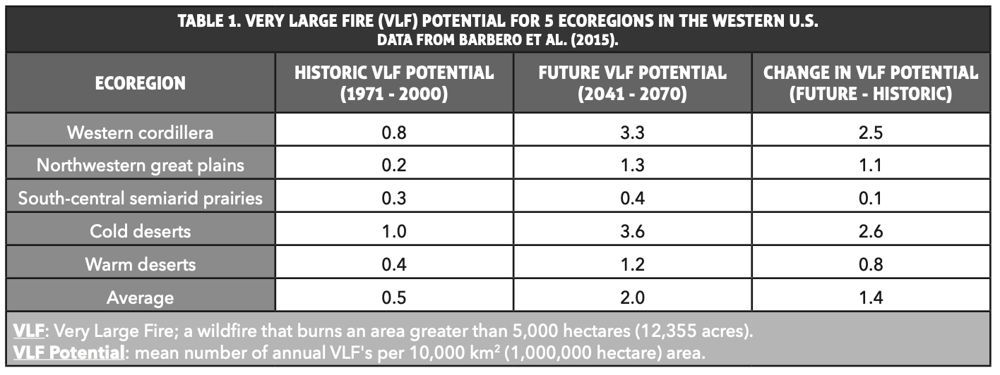 TABLE 1. VERY LARGE FIRE (VLF) POTENTIAL FOR 5 ECOREGIONS IN THE WESTERN U.S.
DATA FROM BARBERO ET AL. (2015).
ECOREGION HISTORIC VLF POTENTIAL (1971 - 2000) FUTURE VLF POTENTIAL (2041 - 2070) CHANGE IN VLF POTENTIAL (FUTURE - HISTORIC)
Western cordillera 0.8 3.3 2.5
Northwestern great plains 0.2 1.3 1.1
South-central semiarid prairies 0.3 0.4 0.1
Cold deserts 1.0 3.6 2.6
Warm deserts 0.4 1.2 0.8
Average 0.5 2.0 1.4
VLF: Very Large Fire; a wildfire that burns an area greater than 5,000 hectares (12,355 acres).
VLF Potential: mean number of annual VLF's per 10,000 km² (1,000,000 hectare) area.